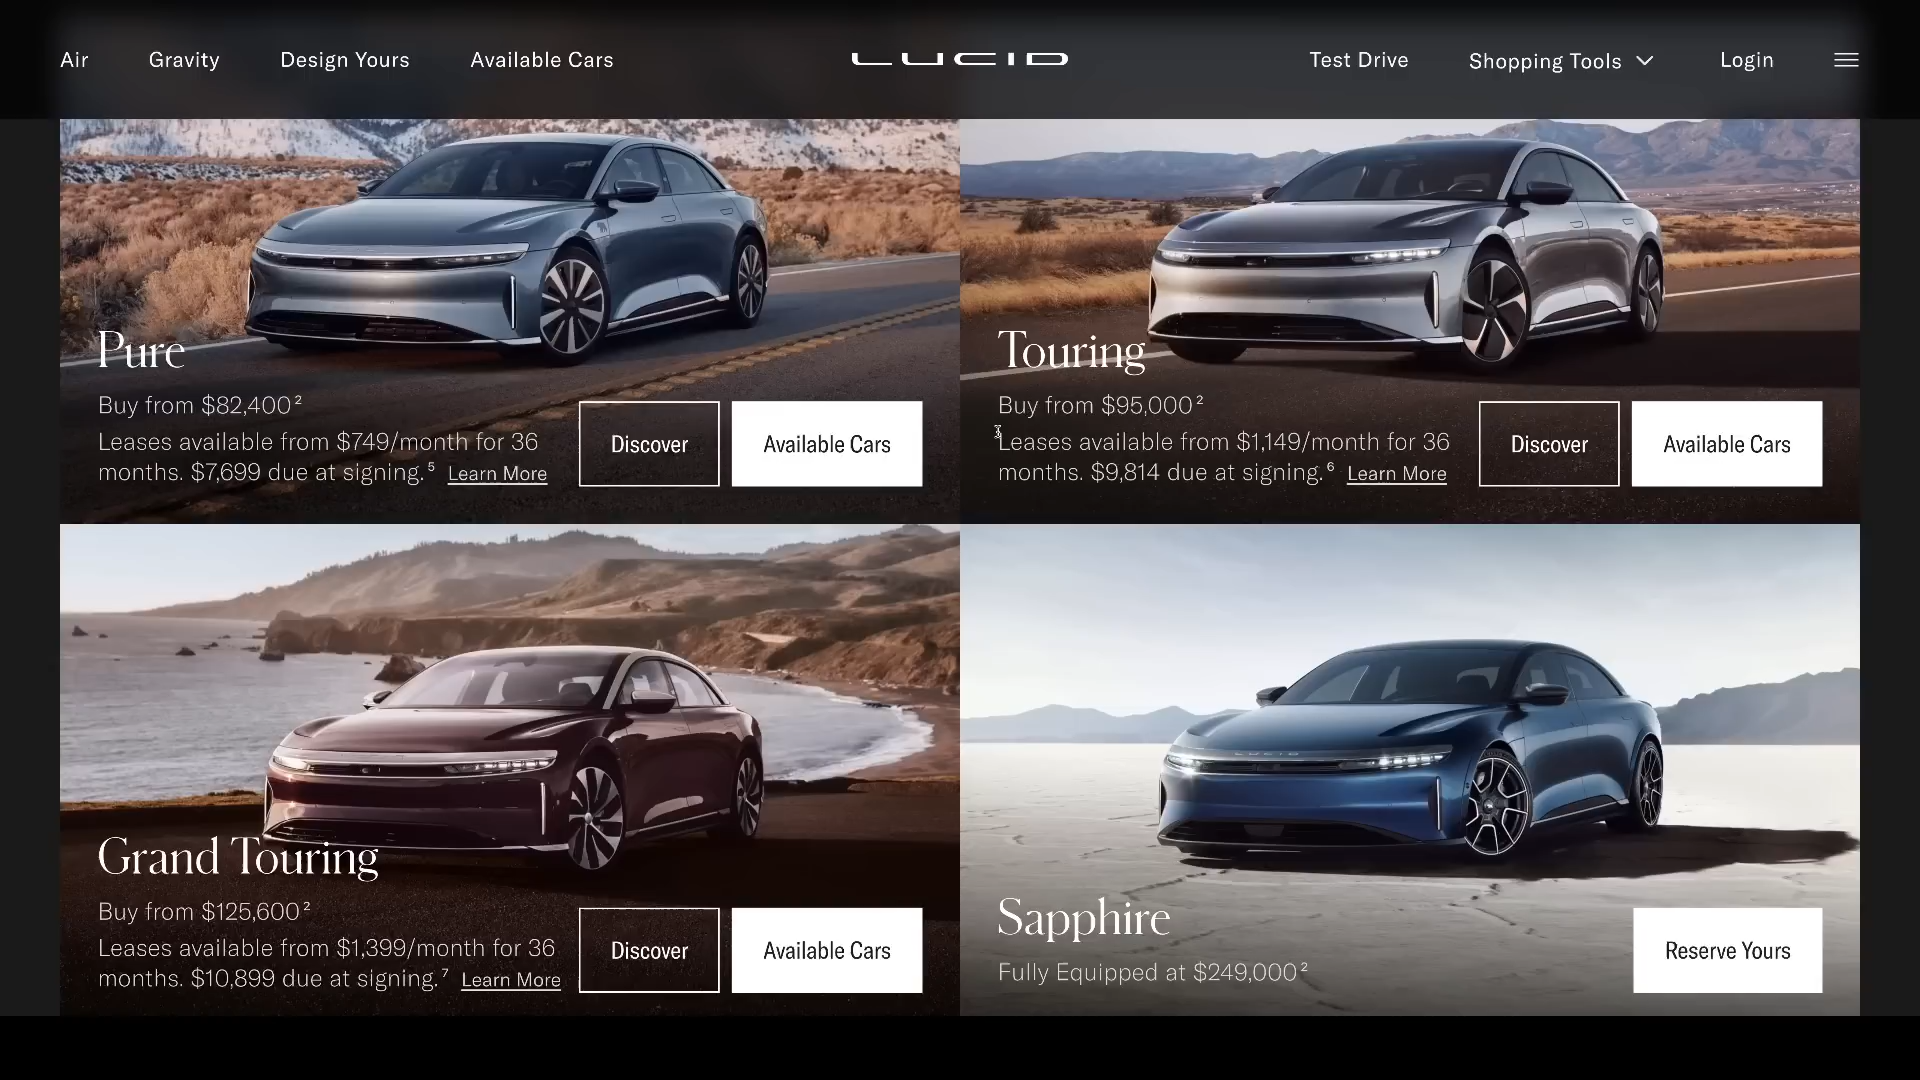 Air Gravity Design Yours Available Cars LUCID Test Drive Shopping Tools Login
Pure
Buy from $82,400²
Leases available from $749/month for 36
months. $7,699 due at signing.⁵ Learn More
Discover
Available Cars
Touring
Buy from $95,000²
Leases available from $1,149/month for 36
months. $9,814 due at signing.⁶ Learn More
Discover
Available Cars
Grand Touring
Buy from $125,600²
Leases available from $1,399/month for 36
months. $10,899 due at signing.⁷ Learn More
Discover
Available Cars
LUCID
Sapphire
Fully Equipped at $249,000²
Reserve Yours